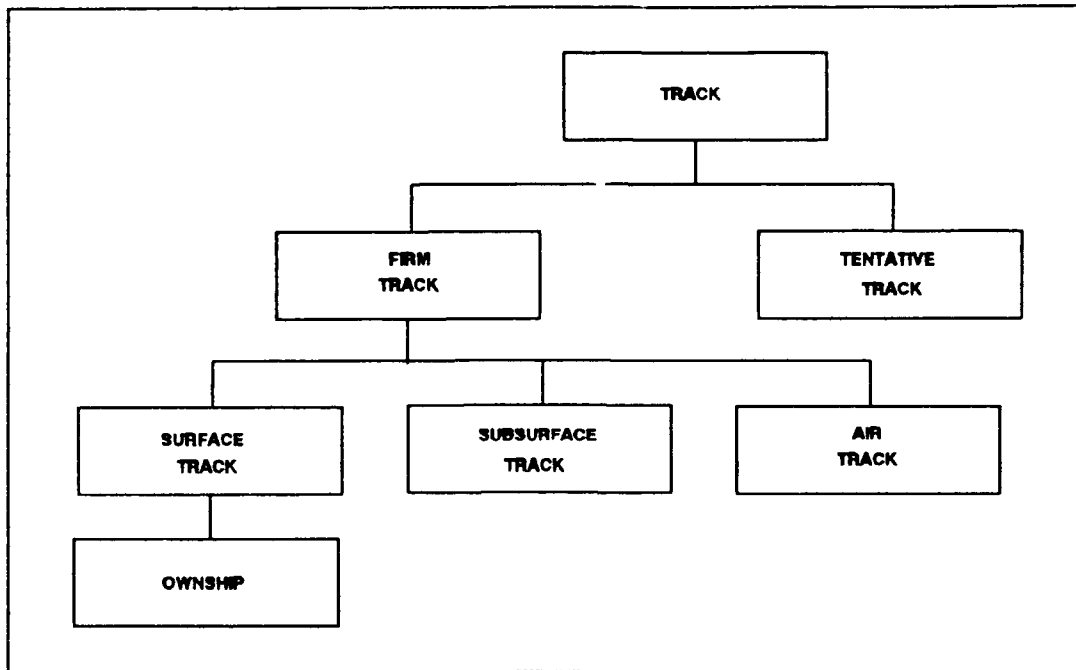 TRACK
FIRM
TRACK
TENTATIVE
TRACK
SURFACE
TRACK
SUBSURFACE
TRACK
AIR
TRACK
OWNSHIP